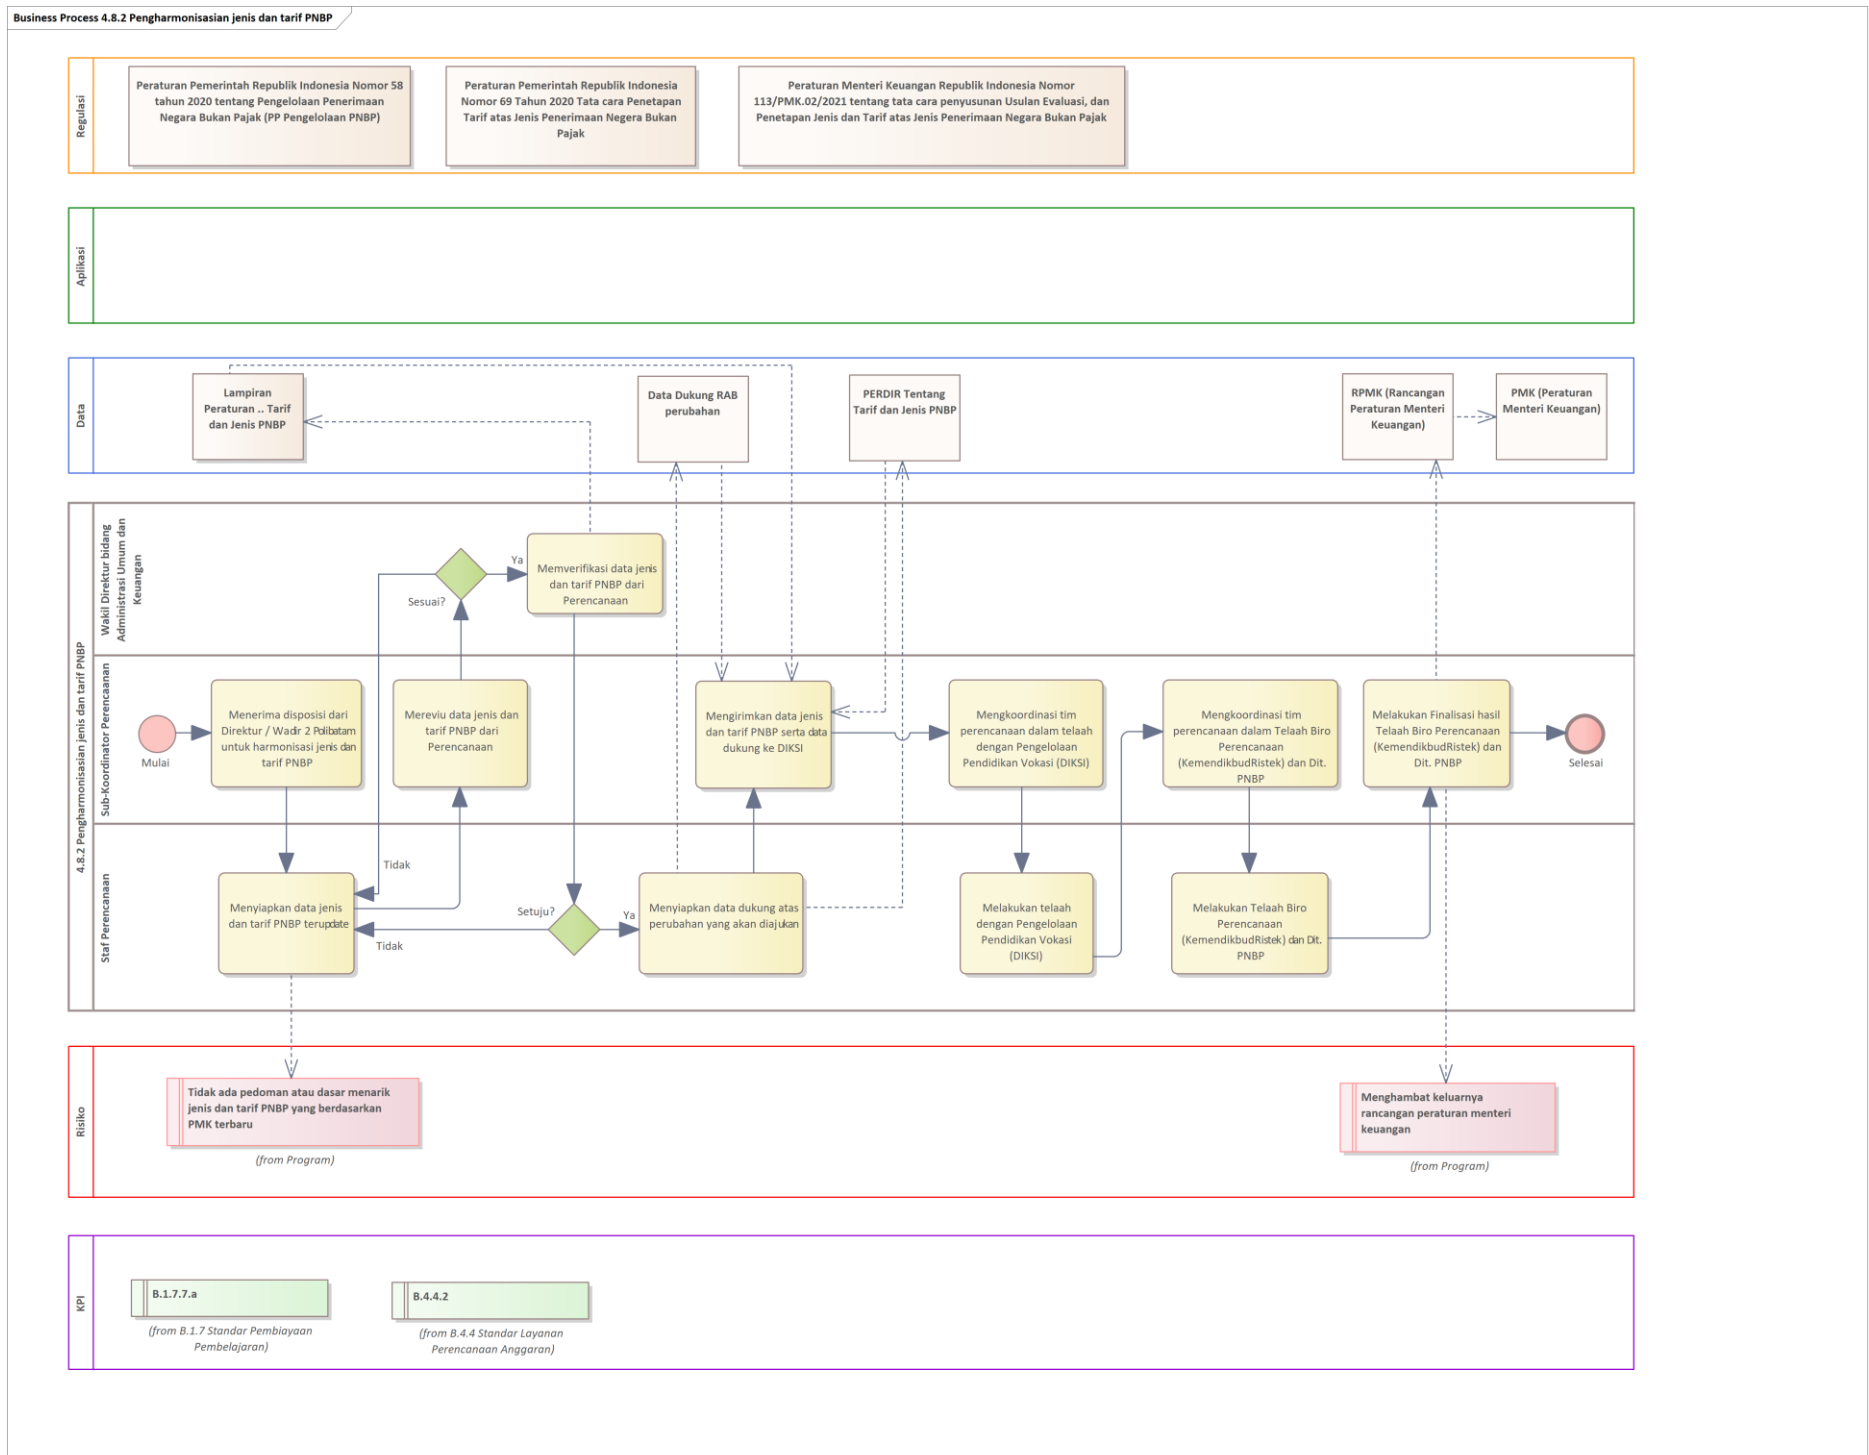 Business Process 4.8.2 Pengharmonisasian jenis dan tarif PNBP
Regulasi
Peraturan Pemerintah Republik Indonesia Nomor 58
tahun 2020 tentang Pengelolaan Penerimaan
Negara Bukan Pajak (PP Pengelolaan PNBP)
Peraturan Pemerintah Republik Indonesia
Nomor 69 Tahun 2020 Tata cara Penetapan
Tarif atas Jenis Penerimaan Negera Bukan
Pajak
Peraturan Menteri Keuangan Republik Indonesia Nomor
113/PMK.02/2021 tentang tata cara penyusunan Usulan Evaluasi, dan
Penetapan Jenis dan Tarif atas Jenis Penerimaan Negara Bukan Pajak
Aplikasi
Data
Lampiran
Peraturan .. Tarif
dan Jenis PNBP
Data Dukung RAB
perubahan
PERDIR Tentang
Tarif dan Jenis PNBP
RPMK (Rancangan
Peraturan Menteri
Keuangan)
PMK (Peraturan
Menteri Keuangan)
4.8.2 Pengharmonisasian jenis dan tarif PNBP
Wakil Direktur bidang
Administrasi Umum dan
Keuangan
Sesuai?
Ya
Memverifikasi data jenis
dan tarif PNBP dari
Perencanaan
Sub-Koordinator Perencanaan
Mulai
Menerima disposisi dari
Direktur / Wadir 2 Polibatam
untuk harmonisasi jenis dan
tarif PNBP
Mereviu data jenis dan
tarif PNBP dari
Perencanaan
Mengirimkan data jenis
dan tarif PNBP serta data
dukung ke DIKSI
Mengkoordinasi tim
perencanaan dalam telaah
dengan Pengelolaan
Pendidikan Vokasi (DIKSI)
Mengkoordinasi tim
perencanaan dalam Telaah Biro
Perencanaan
(KemendikbudRistek) dan Dit.
PNBP
Melakukan Finalisasi hasil
Telaah Biro Perencanaan
(KemendikbudRistek) dan
Dit. PNBP
Selesai
Staf Perencanaan
Tidak
Menyiapkan data jenis
dan tarif PNBP terupdate
Tidak
Setuju?
Ya
Menyiapkan data dukung atas
perubahan yang akan diajukan
Melakukan telaah
dengan Pengelolaan
Pendidikan Vokasi
(DIKSI)
Melakukan Telaah Biro
Perencanaan
(KemendikbudRistek) dan Dit.
PNBP
Risiko
Tidak ada pedoman atau dasar menarik
jenis dan tarif PNBP yang berdasarkan
PMK terbaru
(from Program)
Menghambat keluarnya
rancangan peraturan menteri
keuangan
(from Program)
KPI
B.1.7.7.a
(from B.1.7 Standar Pembiayaan
Pembelajaran)
B.4.4.2
(from B.4.4 Standar Layanan
Perencanaan Anggaran)